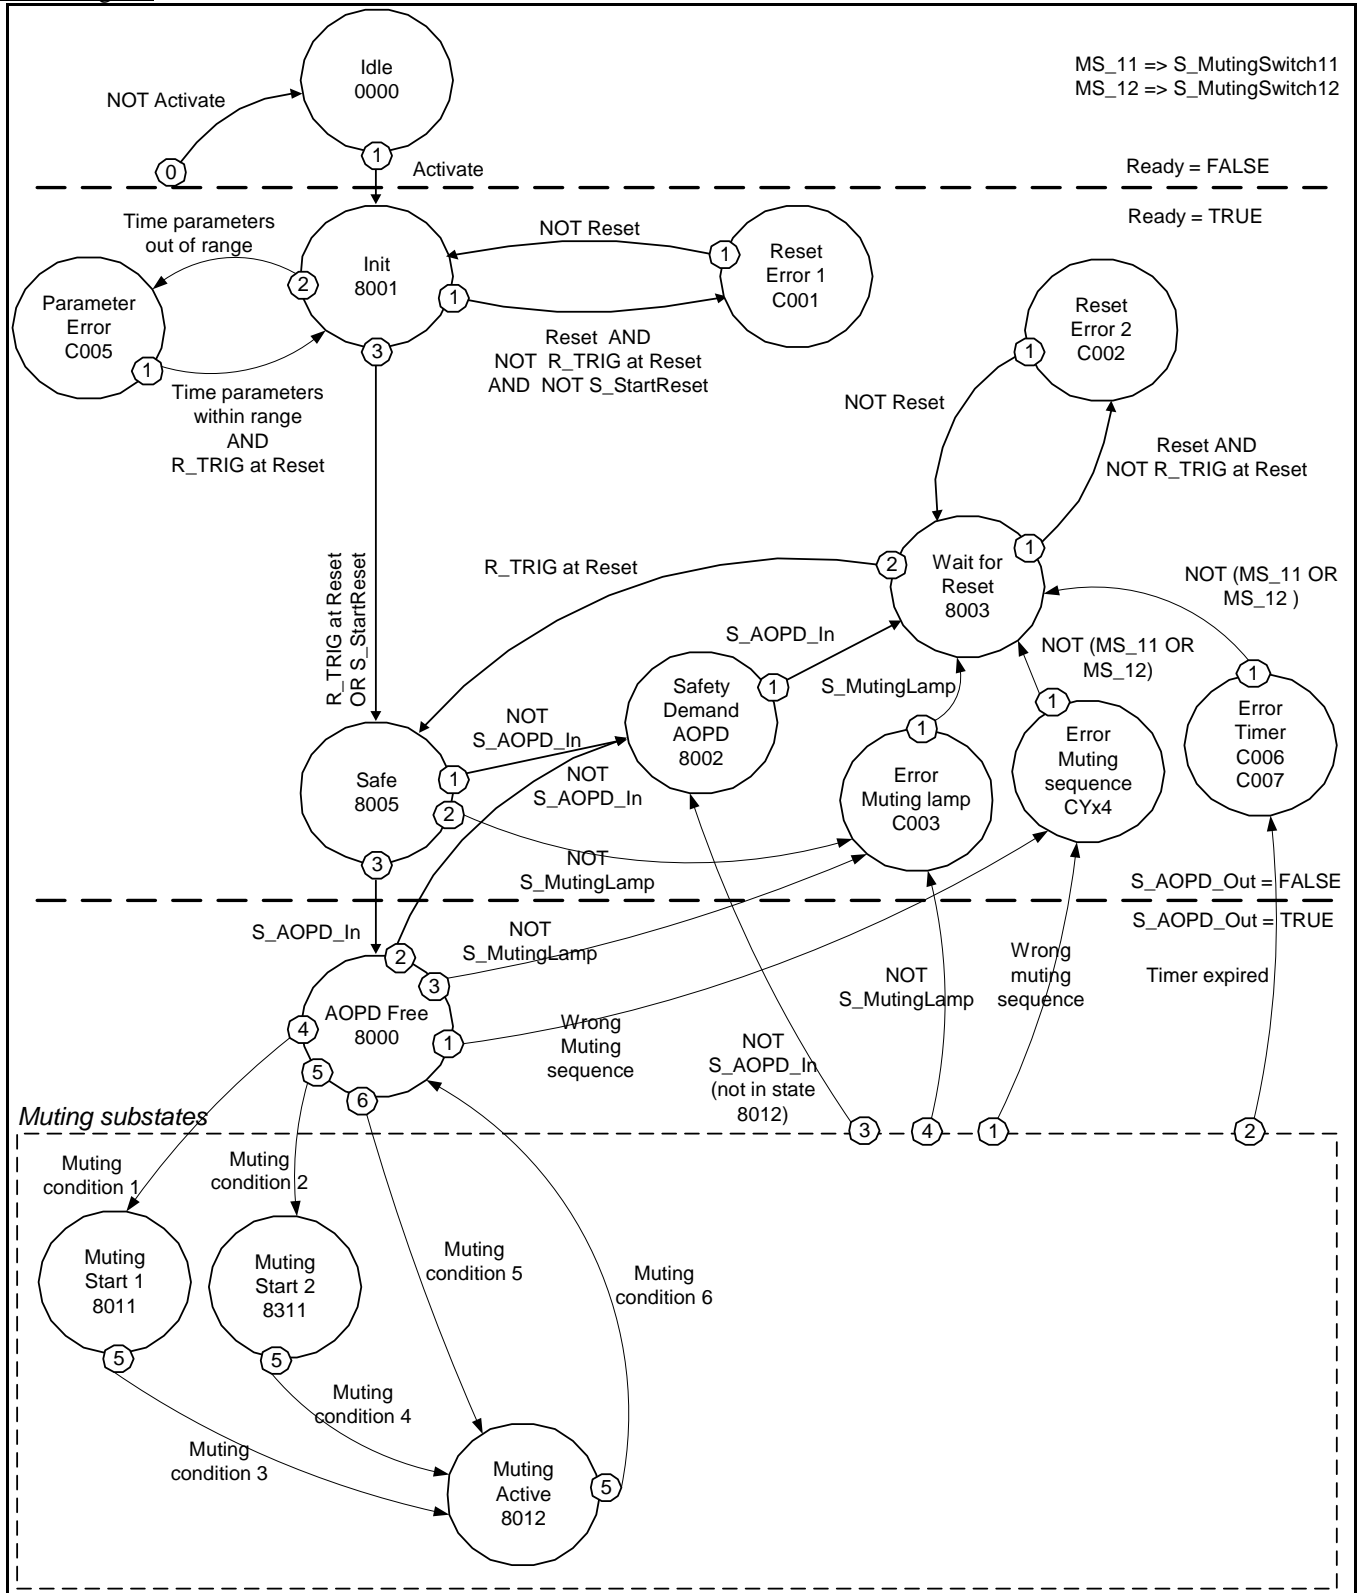 Idle
0000
MS_11 => S_MutingSwitch11
MS_12 => S_MutingSwitch12
NOT Activate
0
1
Activate
Ready = FALSE
Ready = TRUE
Time parameters
out of range
Init
8001
2
1
3
NOT Reset
1
Reset
Error 1
C001
Parameter
Error
C005
1
Reset AND
NOT R_TRIG at Reset
AND NOT S_StartReset
Reset
Error 2
C002
1
Time parameters
within range
AND
R_TRIG at Reset
NOT Reset
Reset AND
NOT R_TRIG at Reset
R_TRIG at Reset
OR S_StartReset
R_TRIG at Reset
2
Wait for
Reset
8003
1
NOT (MS_11 OR
MS_12 )
S_AOPD_In
NOT (MS_11 OR
MS_12)
Safety
Demand
AOPD
8002
1
S_MutingLamp
1
1
1
Error
Timer
C006
C007
Error
Muting
sequence
CYx4
Error
Muting lamp
C003
Safe
8005
1
2
3
NOT
S_AOPD_In
NOT
S_AOPD_In
NOT
S_MutingLamp
S_AOPD_Out = FALSE
S_AOPD_Out = TRUE
S_AOPD_In
NOT
S_MutingLamp
2
3
AOPD Free
8000
4
1
5
6
Wrong
Muting
sequence
NOT
S_MutingLamp
Wrong
muting
sequence
Timer expired
NOT
S_AOPD_In
(not in state
8012)
Muting substates
3
4
1
2
Muting
condition 1
Muting
condition 2
Muting
Start 1
8011
5
Muting
Start 2
8311
5
Muting
condition 5
Muting
condition 6
Muting
condition 4
Muting
condition 3
Muting
Active
8012
5